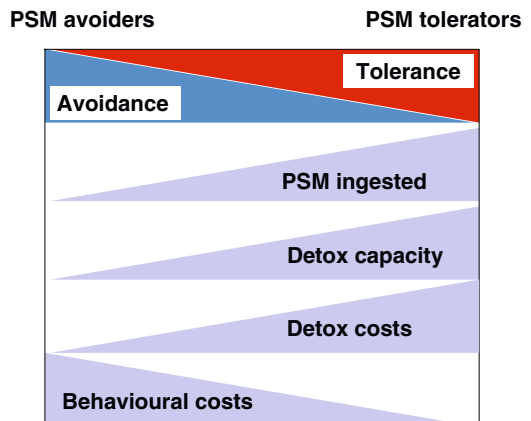 PSM avoiders
PSM tolerators
Tolerance
Avoidance
PSM ingested
Detox capacity
Detox costs
Behavioural costs